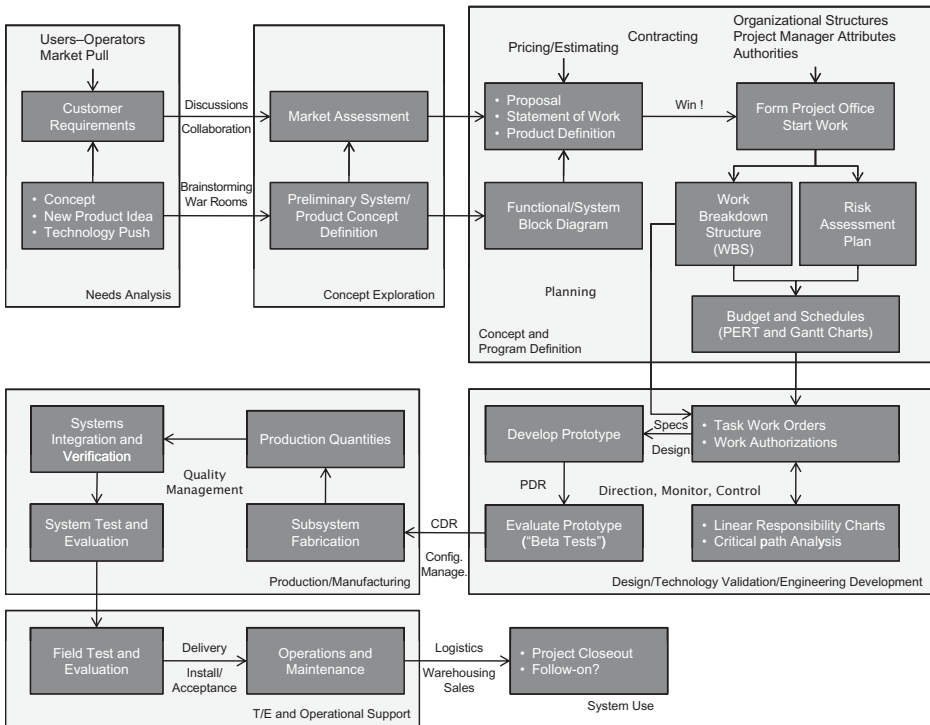 Users–Operators
Market Pull
Customer
Requirements
• Concept
• New Product Idea
• Technology Push
Needs Analysis
Discussions
Collaboration
Brainstorming
War Rooms
Market Assessment
Preliminary System/
Product Concept
Definition
Concept Exploration
Pricing/Estimating
Contracting
Organizational Structures
Project Manager Attributes
Authorities
• Proposal
• Statement of Work
• Product Definition
Win !
Form Project Office
Start Work
Functional/System
Block Diagram
Work
Breakdown
Structure
(WBS)
Risk
Assessment
Plan
Planning
Budget and Schedules
(PERT and Gantt Charts)
Concept and
Program Definition
Systems
Integration and
Verification
Production Quantities
Quality
Management
System Test and
Evaluation
Subsystem
Fabrication
Production/Manufacturing
CDR
Config.
Manage.
Develop Prototype
Specs
Design
• Task Work Orders
• Work Authorizations
PDR
Direction, Monitor, Control
Evaluate Prototype
("Beta Tests")
• Linear Responsibility Charts
• Critical path Analysis
Design/Technology Validation/Engineering Development
Field Test and
Evaluation
Delivery
Install/
Acceptance
Operations and
Maintenance
T/E and Operational Support
Logistics
Warehousing
Sales
• Project Closeout
• Follow-on?
System Use